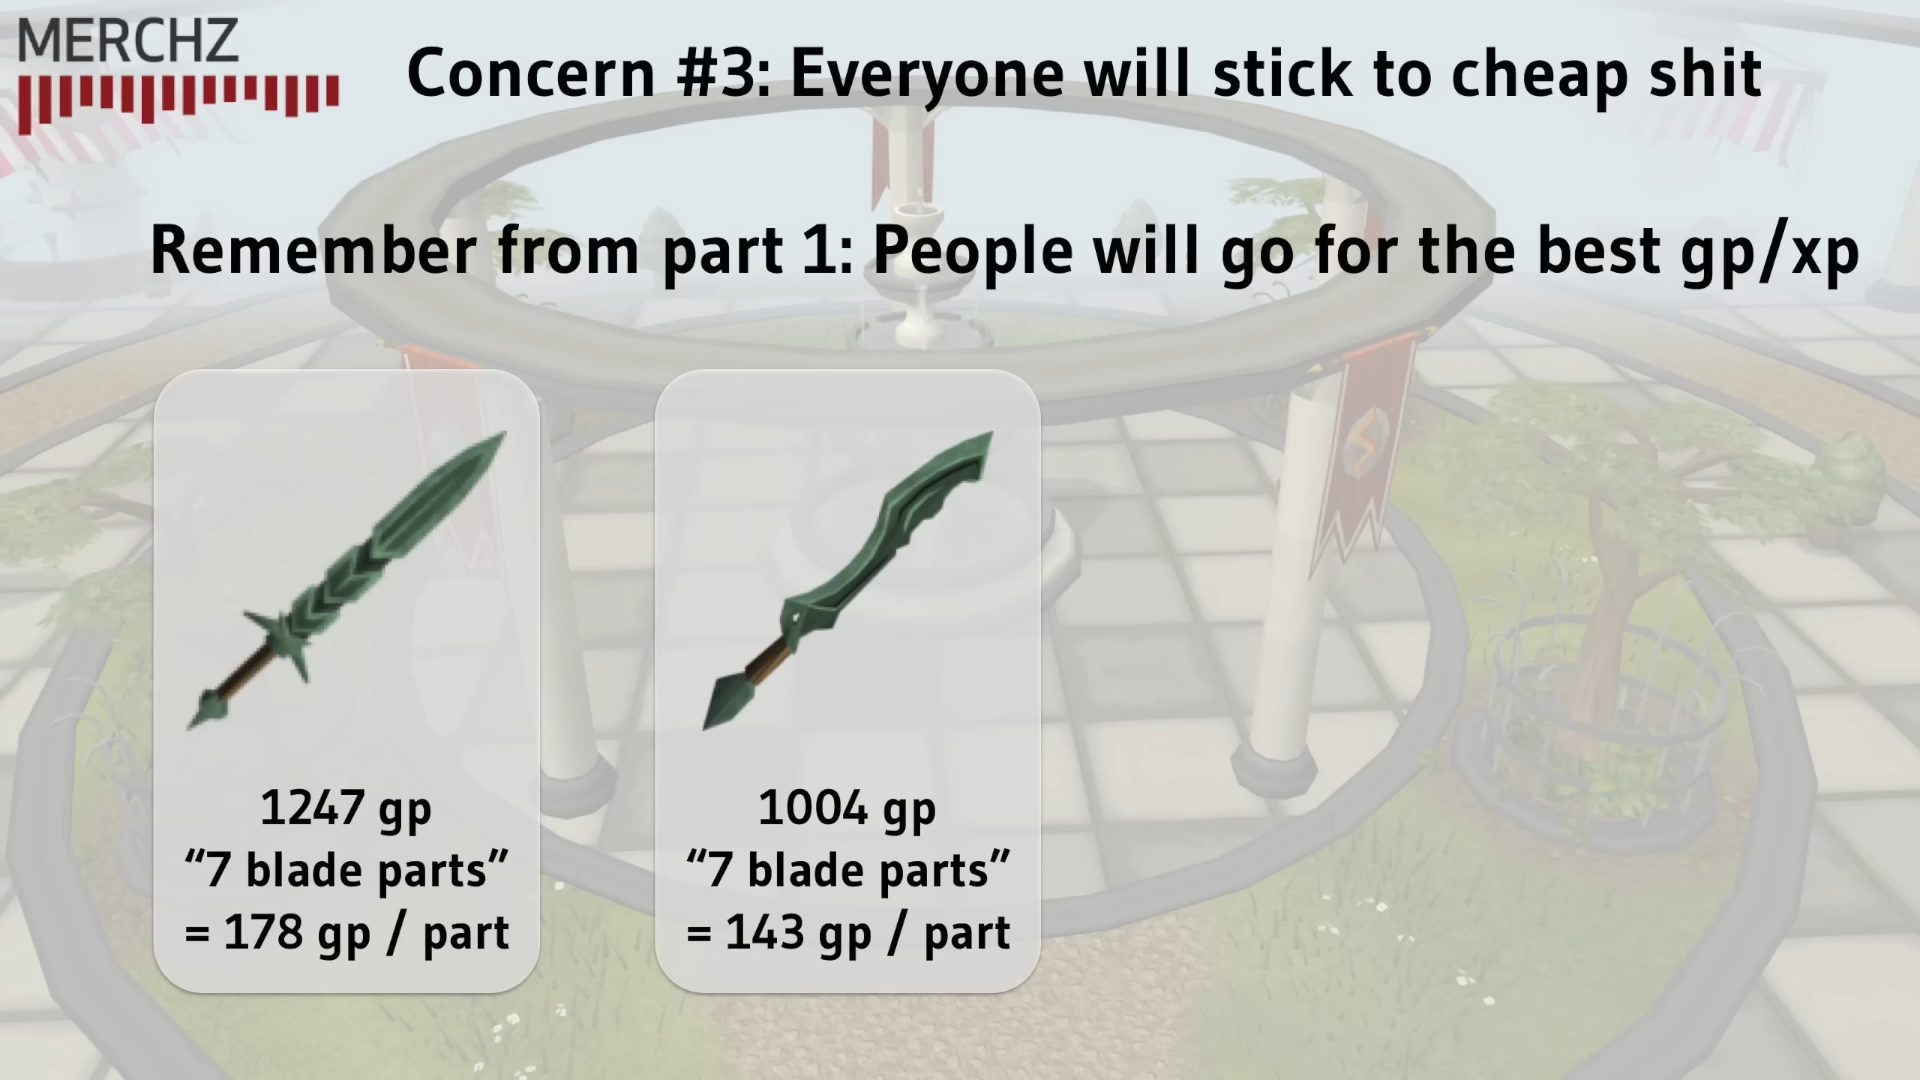 MERCHZ
Concern #3: Everyone will stick to cheap shit
Remember from part 1: People will go for the best gp/xp
1247 gp
“7 blade parts”
= 178 gp / part
1004 gp
“7 blade parts”
= 143 gp / part